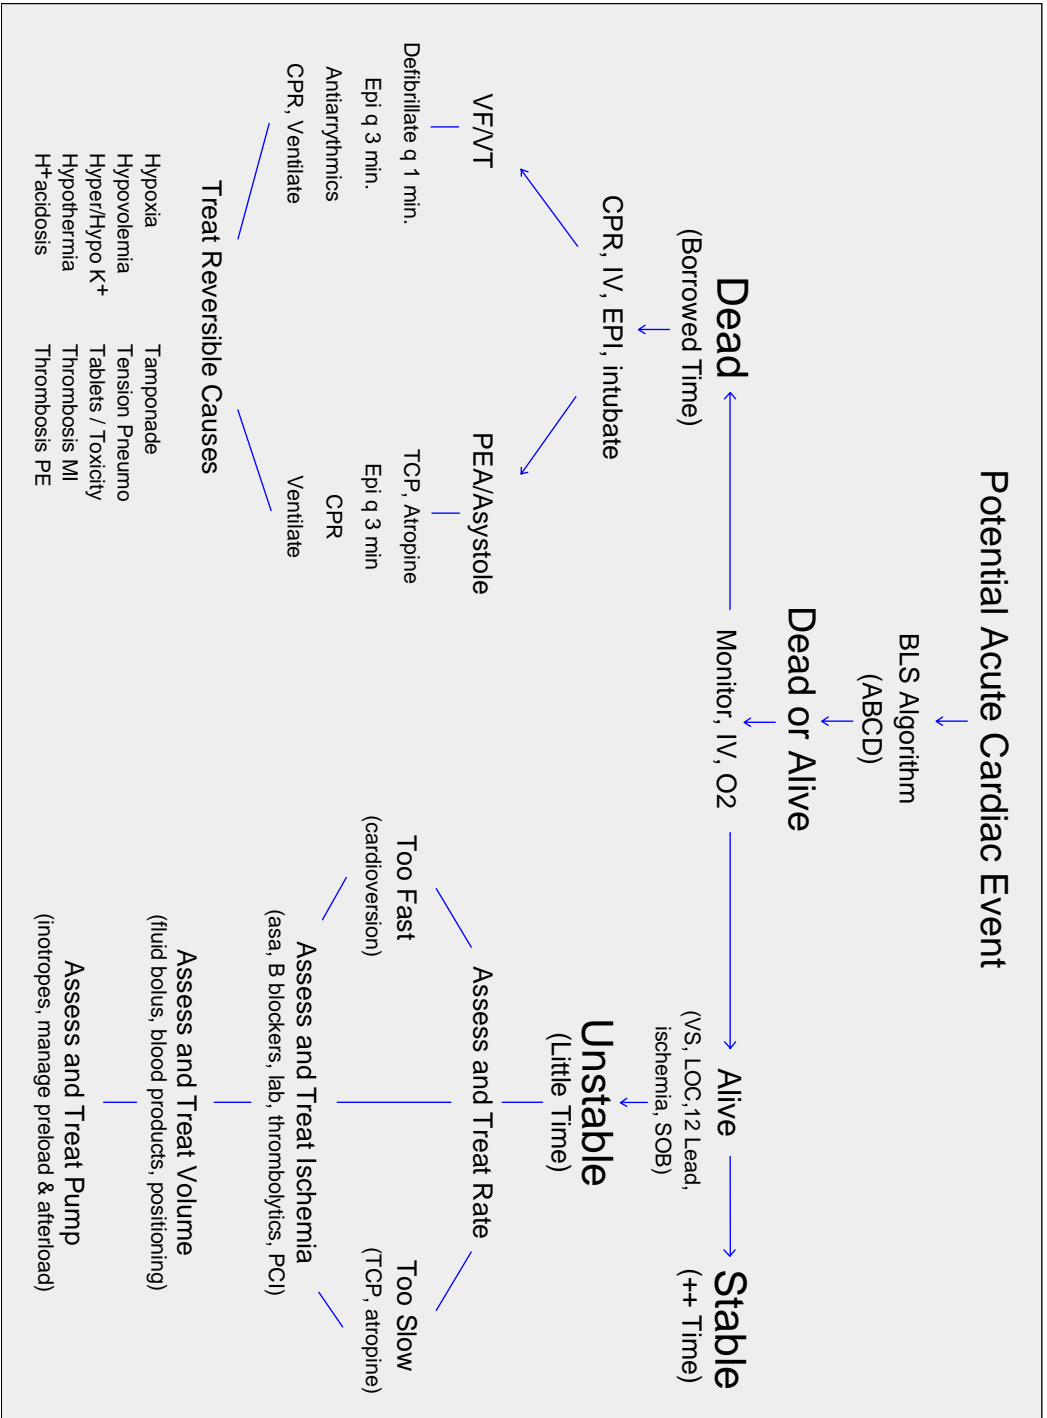 Potential Acute Cardiac Event
BLS Algorithm
(ABCD)
Dead or Alive
Monitor, IV, O2
Dead
(Borrowed Time)
CPR, IV, EPI, intubate
VF/VT
Defibrillate q 1 min.
Epi q 3 min.
Antiarrythmics
CPR, Ventilate
PEA/Asystole
TCP, Atropine
Epi q 3 min
CPR
Ventilate
Treat Reversible Causes
Hypoxia
Hypovolemia
Hyper/Hypo K+
Hypothermia
H+acidosis
Tamponade
Tension Pneumo
Tablets / Toxicity
Thrombosis MI
Thrombosis PE
Alive
(VS, LOC,12 Lead,
ischemia, SOB)
Stable
(++ Time)
Unstable
(Little Time)
Assess and Treat Rate
Too Fast
(cardioversion)
Too Slow
(TCP, atropine)
Assess and Treat Ischemia
(asa, B blockers, lab, thrombolytics, PCI)
Assess and Treat Volume
(fluid bolus, blood products, positioning)
Assess and Treat Pump
(inotropes, manage preload & afterload)